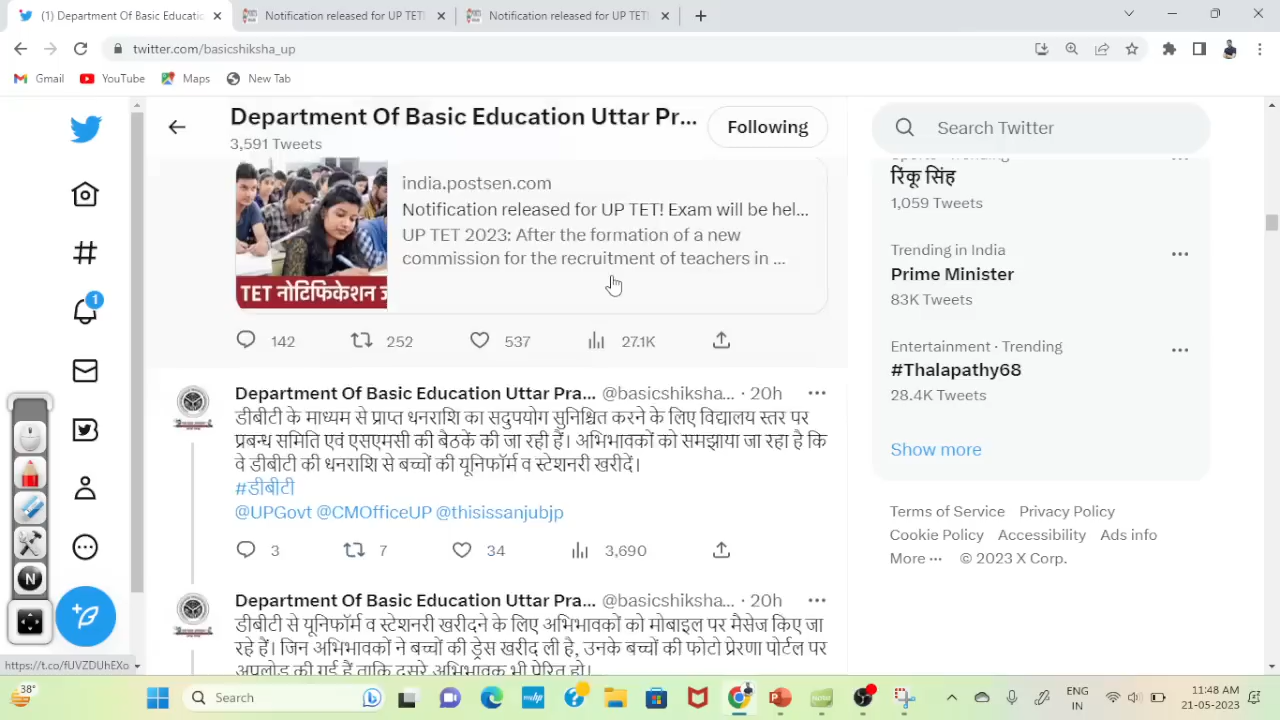 (1) Department Of Basic Educatic
Notification released for UP TET!
Notification released for UP TET!
twitter.com/basicshiksha_up
Gmail
YouTube
Maps
New Tab
Department Of Basic Education Uttar Pr...
3,591 Tweets
Following
Search Twitter
india.postsen.com
Notification released for UP TET! Exam will be hel...
UP TET 2023: After the formation of a new
commission for the recruitment of teachers in ...
142 252 537 27.1K
Department Of Basic Education Uttar Pra... @basicshiksha... · 20h
डीबीटी के माध्यम से प्राप्त धनराशि का सदुपयोग सुनिश्चित करने के लिए विद्यालय स्तर पर
प्रबन्ध समिति एवं एसएमसी की बैठकें की जा रही हैं। अभिभावकों को समझाया जा रहा है कि
वे डीबीटी की धनराशि से बच्चों की यूनिफॉर्म व स्टेशनरी खरीदें।
#डीबीटी
@UPGovt @CMOfficeUP @thisissanjubjp
3 7 34 3,690
Department Of Basic Education Uttar Pra... @basicshiksha... · 20h
डीबीटी से यूनिफॉर्म व स्टेशनरी खरीदने के लिए अभिभावकों को मोबाइल पर मैसेज किए जा
रहे हैं। जिन अभिभावकों ने बच्चों की ड्रेस खरीद ली है, उनके बच्चों की फोटो प्रेरणा पोर्टल पर
अपलोड की गई हैं ताकि दूसरे अभिभावक भी प्रेरित हो।
TET नोटिफिकेशन ज
रिंकू सिंह
1,059 Tweets
Trending in India
Prime Minister
83K Tweets
Entertainment · Trending
#Thalapathy68
28.4K Tweets
Show more
Terms of Service Privacy Policy
Cookie Policy Accessibility Ads info
More ··· © 2023 X Corp.
1
N
https://t.co/fUVZDUhEXo
38°
Search
ENG
IN
11:48 AM
21-05-2023